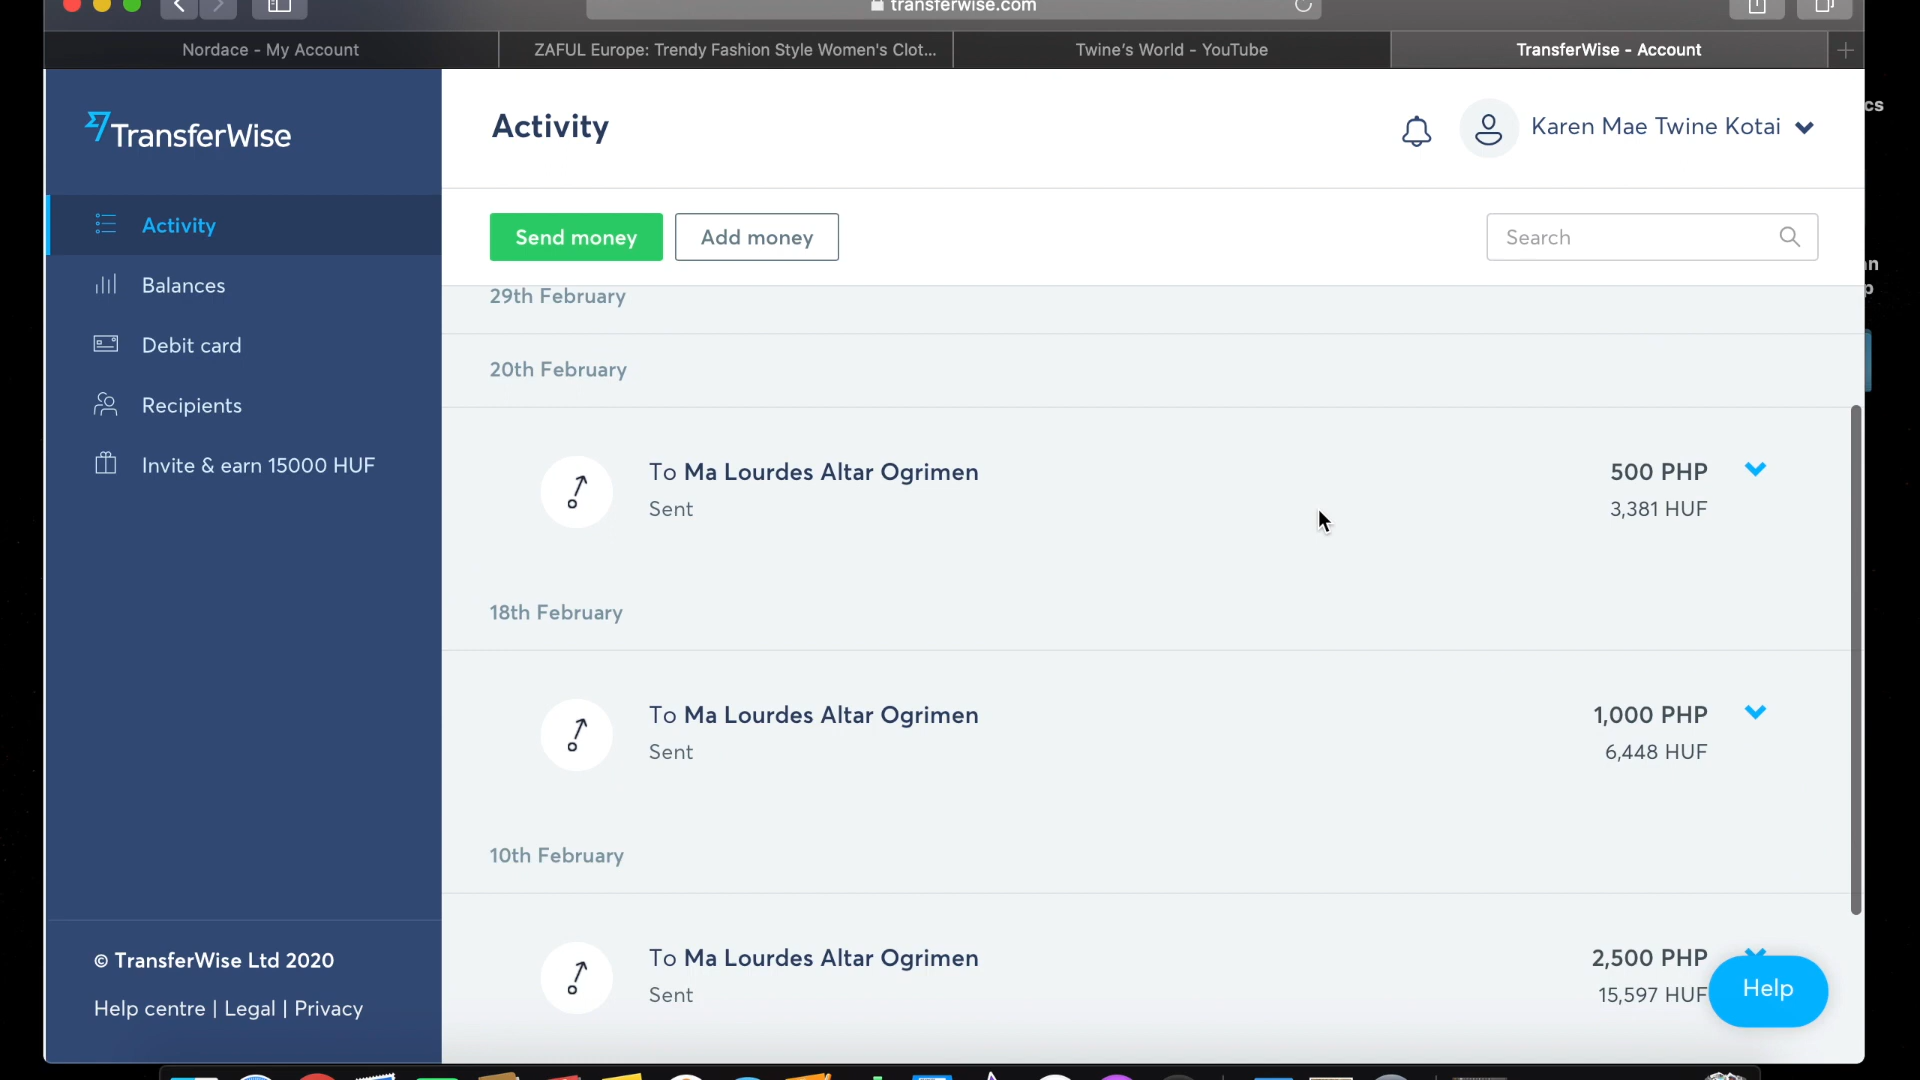 transferwise.com
Nordace - My Account
ZAFUL Europe: Trendy Fashion Style Women's Clot...
Twine's World - YouTube
TransferWise - Account
TransferWise
Activity
Karen Mae Twine Kotai
Activity
Balances
Debit card
Recipients
Invite & earn 15000 HUF
Send money
Add money
Search
29th February
20th February
To Ma Lourdes Altar Ogrimen
500 PHP
Sent
3,381 HUF
18th February
To Ma Lourdes Altar Ogrimen
1,000 PHP
Sent
6,448 HUF
10th February
To Ma Lourdes Altar Ogrimen
2,500 PHP
Sent
15,597 HUF
Help
© TransferWise Ltd 2020
Help centre | Legal | Privacy